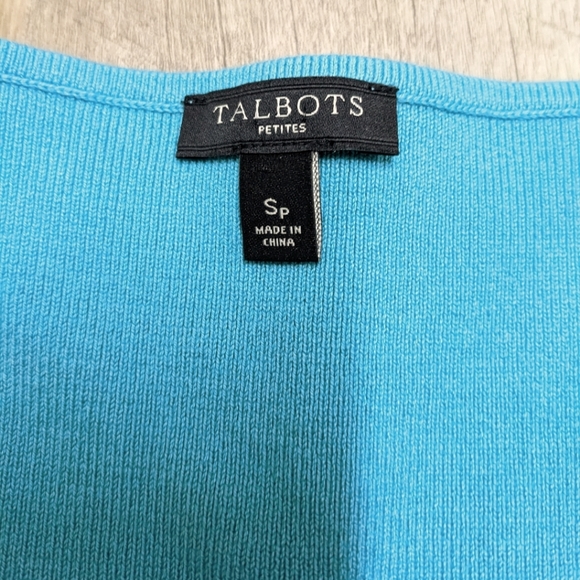 TALBOTS
PETITES
SP
MADE IN
CHINA